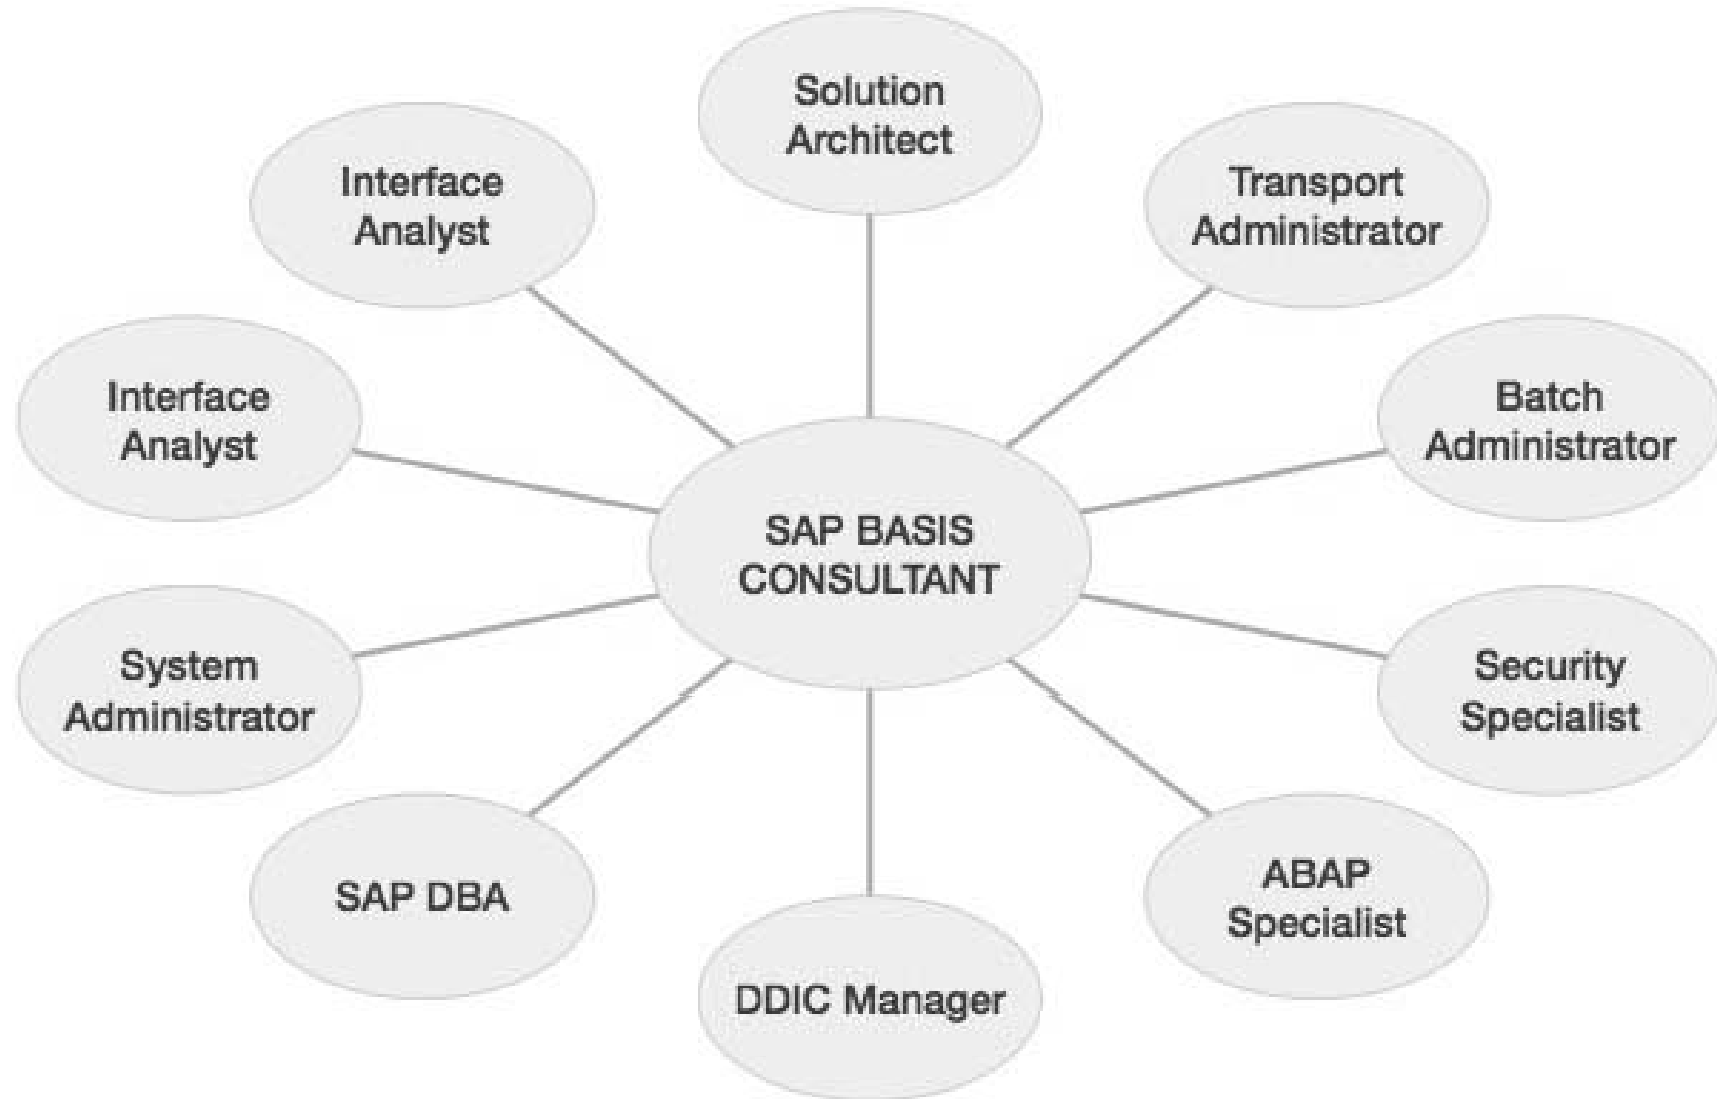 Solution
Architect
Interface
Analyst
Transport
Administrator
Interface
Analyst
Batch
Administrator
SAP BASIS
CONSULTANT
System
Administrator
Security
Specialist
SAP DBA
ABAP
Specialist
DDIC Manager